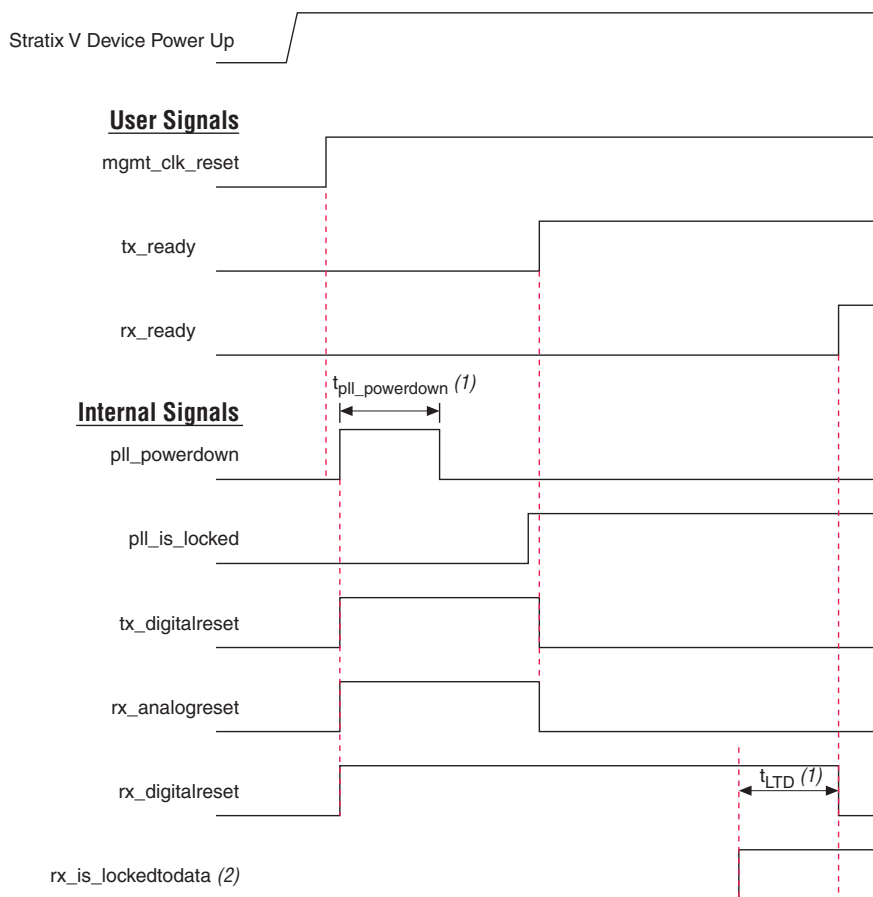 Stratix V Device Power Up
User Signals
mgmt_clk_reset
tx_ready
rx_ready
tpll_powerdown (1)
Internal Signals
pll_powerdown
pll_is_locked
tx_digitalreset
rx_analogreset
rx_digitalreset
tLTD (1)
rx_is_lockedtodata (2)